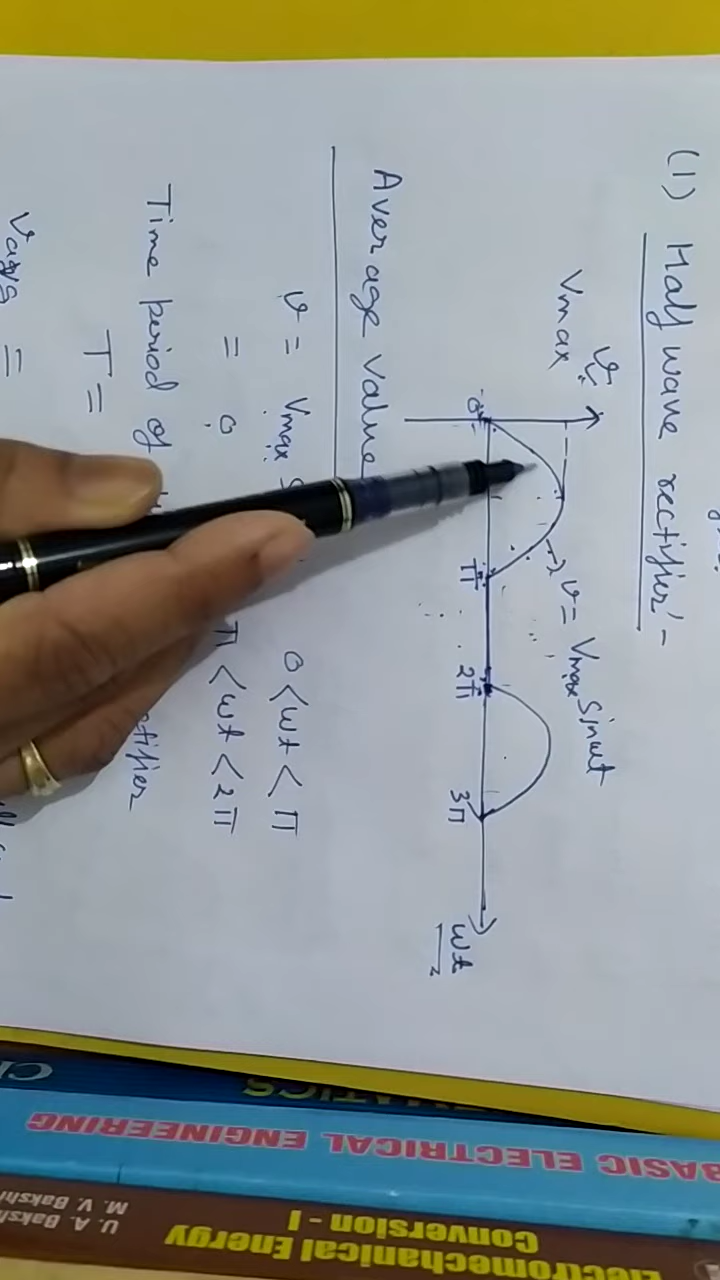 (1) Half wave rectifier :-
v
Vmax
v = Vmax Sinωt
0
π
2π
3π
ωt
Average value
v = Vmax 0 < ωt < π
= 0 π < ωt < 2π
Time period of
T =
Vavg =
BASIC ELECTRICAL ENGINEERING
Electromechanical Energy
Conversion - I
U. A. Bakshi
M. V. Bakshi